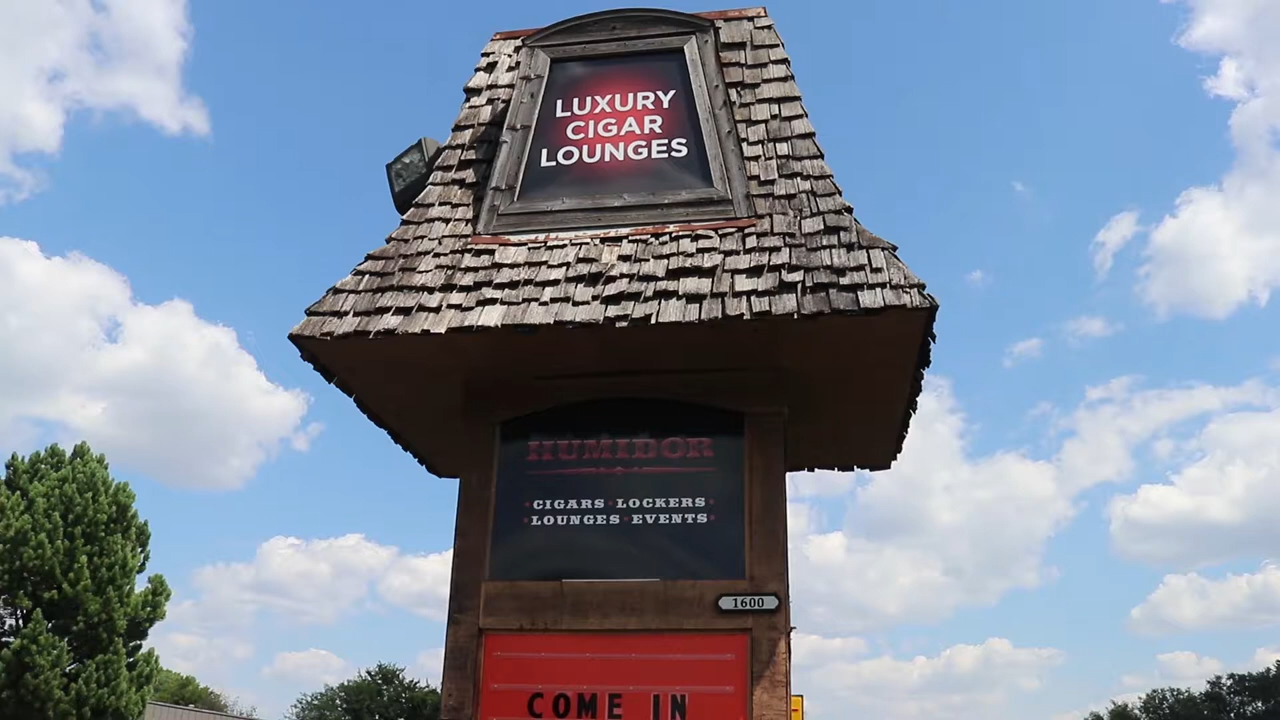 LUXURY
CIGAR
LOUNGES
HUMIDOR
•CIGARS•LOCKERS•
•LOUNGES•EVENTS•
1600
COME IN